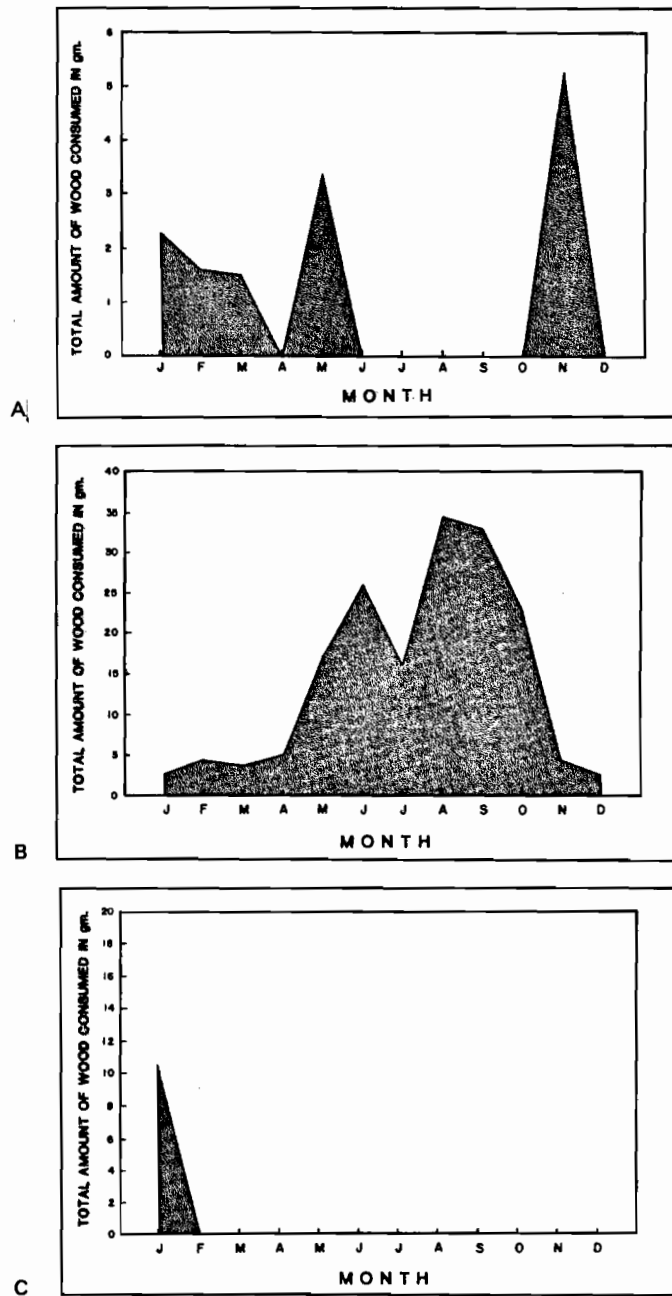 TOTAL AMOUNT OF WOOD CONSUMED IN gm.
6
5
4
3
2
1
0
J F M A M J J A S O N D
MONTH
A
TOTAL AMOUNT OF WOOD CONSUMED IN gm.
40
35
30
25
20
15
10
5
0
J F M A M J J A S O N D
MONTH
B
TOTAL AMOUNT OF WOOD CONSUMED IN gm.
20
18
16
14
12
10
8
6
4
2
0
J F M A M J J A S O N D
MONTH
C